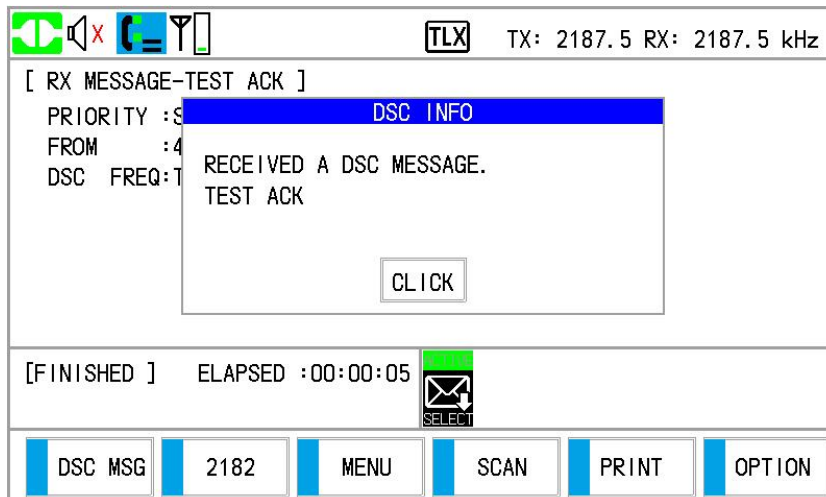 TLX TX: 2187.5 RX: 2187.5 kHz
[ RX MESSAGE-TEST ACK ]
PRIORITY :S
FROM :4
DSC FREQ:T
DSC INFO
RECEIVED A DSC MESSAGE.
TEST ACK
CLICK
[FINISHED ] ELAPSED :00:00:05
ACTIVE
SELECT
DSC MSG 2182 MENU SCAN PRINT OPTION